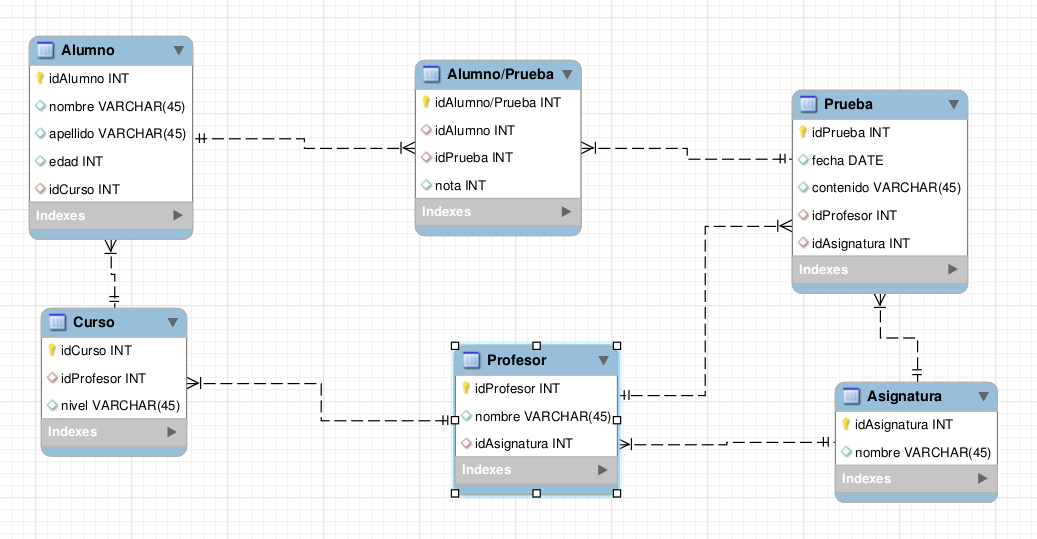 Alumno
idAlumno INT
nombre VARCHAR(45)
apellido VARCHAR(45)
edad INT
idCurso INT
Indexes
Alumno/Prueba
idAlumno/Prueba INT
idAlumno INT
idPrueba INT
nota INT
Indexes
Prueba
idPrueba INT
fecha DATE
contenido VARCHAR(45)
idProfesor INT
idAsignatura INT
Indexes
Curso
idCurso INT
idProfesor INT
nivel VARCHAR(45)
Indexes
Profesor
idProfesor INT
nombre VARCHAR(45)
idAsignatura INT
Indexes
Asignatura
idAsignatura INT
nombre VARCHAR(45)
Indexes